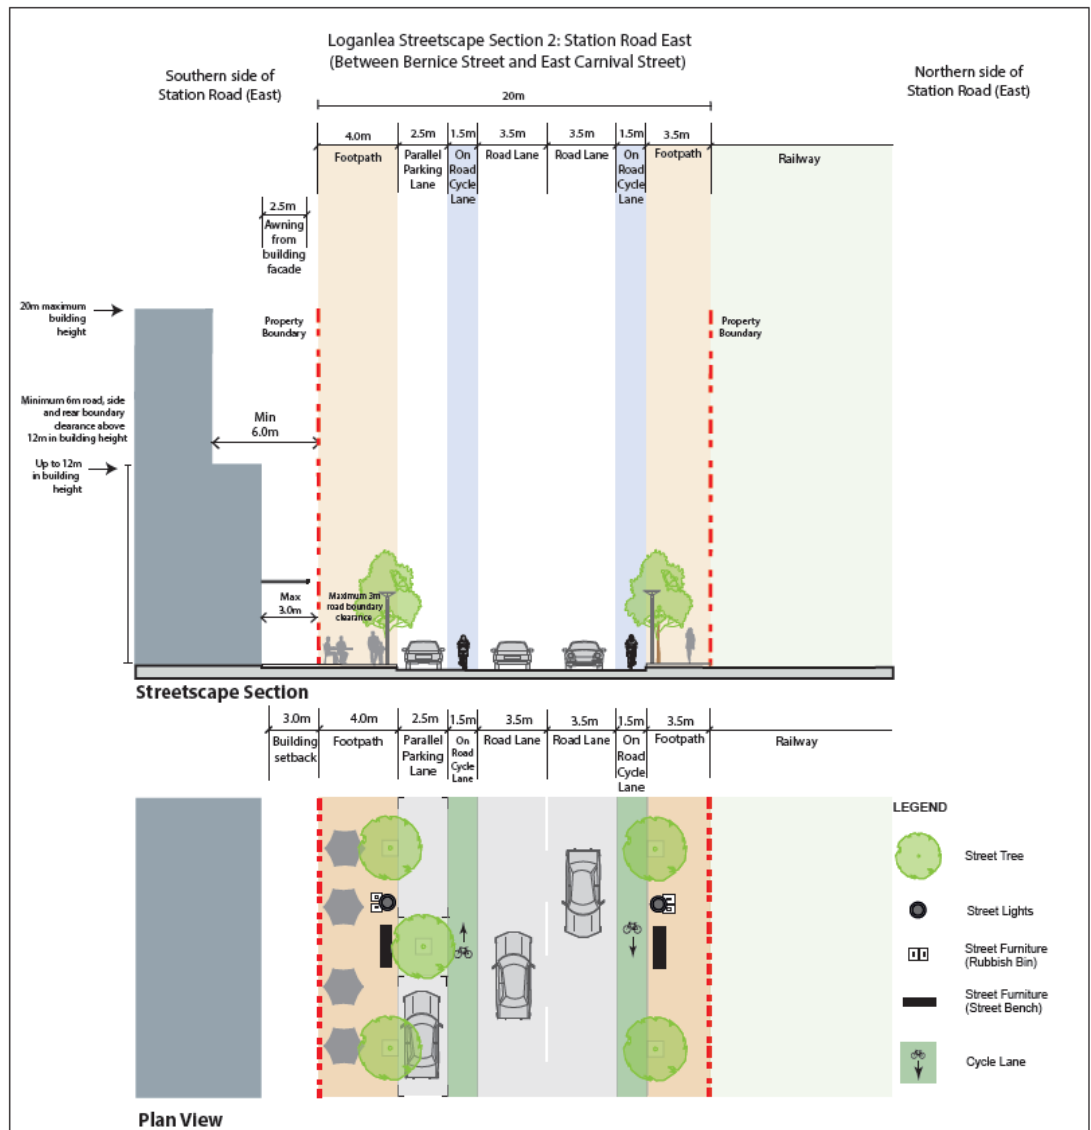 Loganlea Streetscape Section 2: Station Road East
(Between Bernice Street and East Carnival Street)
Southern side of
Station Road (East)
Northern side of
Station Road (East)
20m
4.0m
2.5m
1.5m
3.5m
3.5m
1.5m
3.5m
Footpath
Parallel
Parking
Lane
On
Road
Cycle
Lane
Road Lane
Road Lane
On
Road
Cycle
Lane
Footpath
Railway
2.5m
Awning
from
building
facade
20m maximum
building
height
Property
Boundary
Property
Boundary
Minimum 6m road, side
and rear boundary
clearance above
12m in building height
Min
6.0m
Up to 12m
in building
height
Max
3.0m
Maximum 3m
road boundary
clearance
Streetscape Section
3.0m
4.0m
2.5m
1.5m
3.5m
3.5m
1.5m
3.5m
Building
setback
Footpath
Parallel
Parking
Lane
On
Road
Cycle
Lane
Road Lane
Road Lane
On
Road
Cycle
Lane
Footpath
Railway
LEGEND
Street Tree
Street Lights
Street Furniture
(Rubbish Bin)
Street Furniture
(Street Bench)
Cycle Lane
Plan View